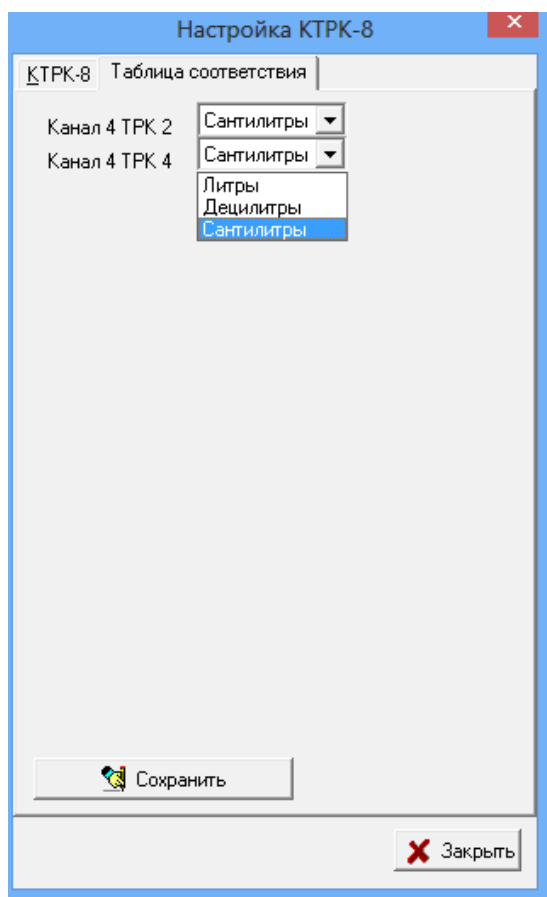 Настройка КТРК-8
КТРК-8 Таблица соответствия
Канал 4 ТРК 2 Сантилитры
Канал 4 ТРК 4 Сантилитры
Литры
Децилитры
Сантилитры
Сохранить
Закрыть